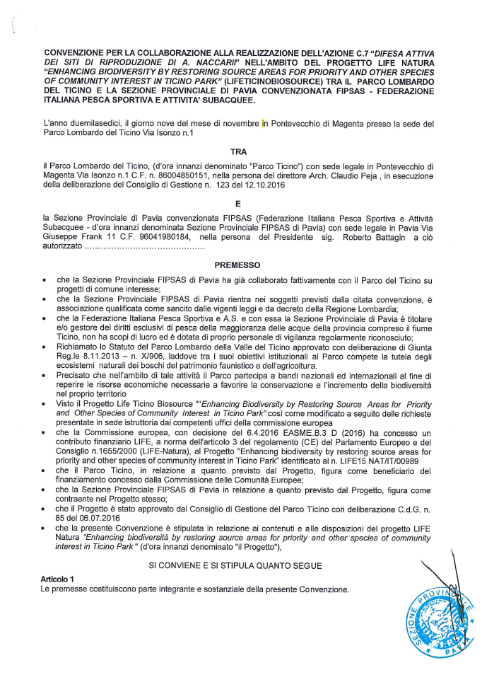 CONVENZIONE PER LA COLLABORAZIONE ALLA REALIZZAZIONE DELL'AZIONE C.7 "DIFESA ATTIVA
DEI SITI DI RIPRODUZIONE DI A. NACCARII" NELL'AMBITO DEL PROGETTO LIFE NATURA
"ENHANCING BIODIVERSITY BY RESTORING SOURCE AREAS FOR PRIORITY AND OTHER SPECIES
OF COMMUNITY INTEREST IN TICINO PARK" (LIFETICINOBIOSOURCE) TRA IL PARCO LOMBARDO
DEL TICINO E LA SEZIONE PROVINCIALE DI PAVIA CONVENZIONATA FIPSAS - FEDERAZIONE
ITALIANA PESCA SPORTIVA E ATTIVITA' SUBACQUEE.
L'anno duemilasedici, il giorno nove del mese di novembre in Pontevecchio di Magenta presso la sede del
Parco Lombardo del Ticino Via Isonzo n.1
TRA
il Parco Lombardo del Ticino, (d'ora innanzi denominato "Parco Ticino") con sede legale in Pontevecchio di
Magenta Via Isonzo n.1 C.F. n. 86004850151, nella persona del direttore Arch. Claudio Peja , in esecuzione
della deliberazione del Consiglio di Gestione n. 123 del 12.10.2016
E
la Sezione Provinciale di Pavia convenzionata FIPSAS (Federazione Italiana Pesca Sportiva e Attività
Subacquee - d'ora innanzi denominata Sezione Provinciale FIPSAS di Pavia) con sede legale in Pavia Via
Giuseppe Frank 11 C.F. 96041980184, nella persona del Presidente sig. Roberto Battagin a ciò
autorizzato ……………………………………
PREMESSO
• che la Sezione Provinciale FIPSAS di Pavia ha già collaborato fattivamente con il Parco del Ticino su
progetti di comune interesse;
• che la Sezione Provinciale FIPSAS di Pavia rientra nei soggetti previsti dalla citata convenzione, è
associazione qualificata come sancito dalle vigenti leggi e da decreto della Regione Lombardia;
• che la Federazione Italiana Pesca Sportiva e A.S. e con essa la Sezione Provinciale di Pavia è titolare
e/o gestore dei diritti esclusivi di pesca della maggioranza delle acque della provincia compreso il fiume
Ticino, non ha scopi di lucro ed è dotata di proprio personale di vigilanza regolarmente riconosciuto;
• Richiamato lo Statuto del Parco Lombardo della Valle del Ticino approvato con deliberazione di Giunta
Reg.le 8.11.2013 – n. X/906, laddove tra i suoi obiettivi istituzionali al Parco compete la tutela degli
ecosistemi naturali dei boschi del patrimonio faunistico e dell'agricoltura.
• Precisato che nell'ambito di tale attività il Parco partecipa a bandi nazionali ed internazionali al fine di
reperire le risorse economiche necessarie a favorire la conservazione e l'incremento della biodiversità
nel proprio territorio
• Visto il Progetto Life Ticino Biosource ""Enhancing Biodiversity by Restoring Source Areas for Priority
and Other Species of Community Interest in Ticino Park" così come modificato a seguito delle richieste
presentate in sede istruttoria dai competenti uffici della commissione europea
• che la Commissione europea, con decisione del 6.4.2016 EASME.B.3 D (2016) ha concesso un
contributo finanziario LIFE, a norma dell'articolo 3 del regolamento (CE) del Parlamento Europeo e del
Consiglio n.1655/2000 (LIFE-Natura), al Progetto "Enhancing biodiversity by restoring source areas for
priority and other species of community interest in Ticino Park" identificato al n. LIFE15 NAT/IT/00989
• che il Parco Ticino, in relazione a quanto previsto dal Progetto, figura come beneficiario del
finanziamento concesso dalla Commissione delle Comunità Europee;
• che la Sezione Provinciale FIPSAS di Pavia in relazione a quanto previsto dal Progetto, figura come
contraente nel Progetto stesso;
• che il Progetto è stato approvato dal Consiglio di Gestione del Parco Ticino con deliberazione C.d.G. n.
85 del 06.07.2016
• che la presente Convenzione è stipulata in relazione ai contenuti e alle disposizioni del progetto LIFE
Natura "Enhancing biodiversity by restoring source areas for priority and other species of community
interest in Ticino Park " (d'ora innanzi denominato "il Progetto),
SI CONVIENE E SI STIPULA QUANTO SEGUE
Articolo 1
Le premesse costituiscono parte integrante e sostanziale della presente Convenzione.
SEZIONE PROVINCIALE
PAVIA